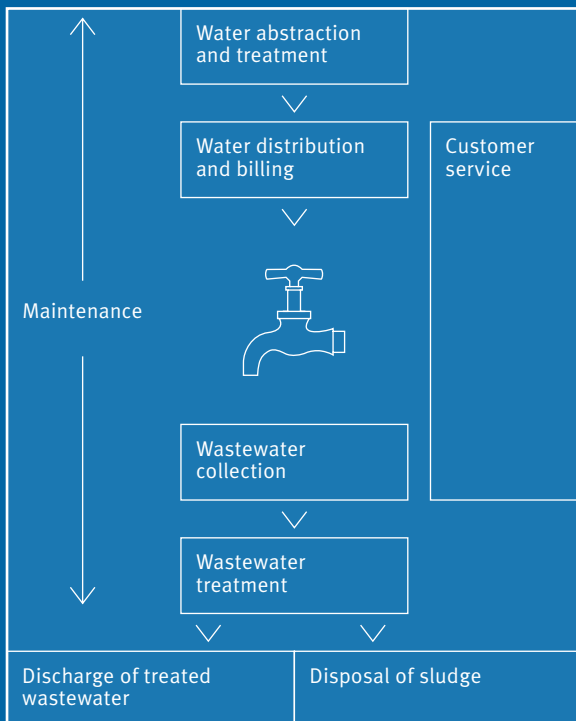 Water abstraction
and treatment
Water distribution
and billing
Customer
service
Maintenance
Wastewater
collection
Wastewater
treatment
Discharge of treated
wastewater
Disposal of sludge